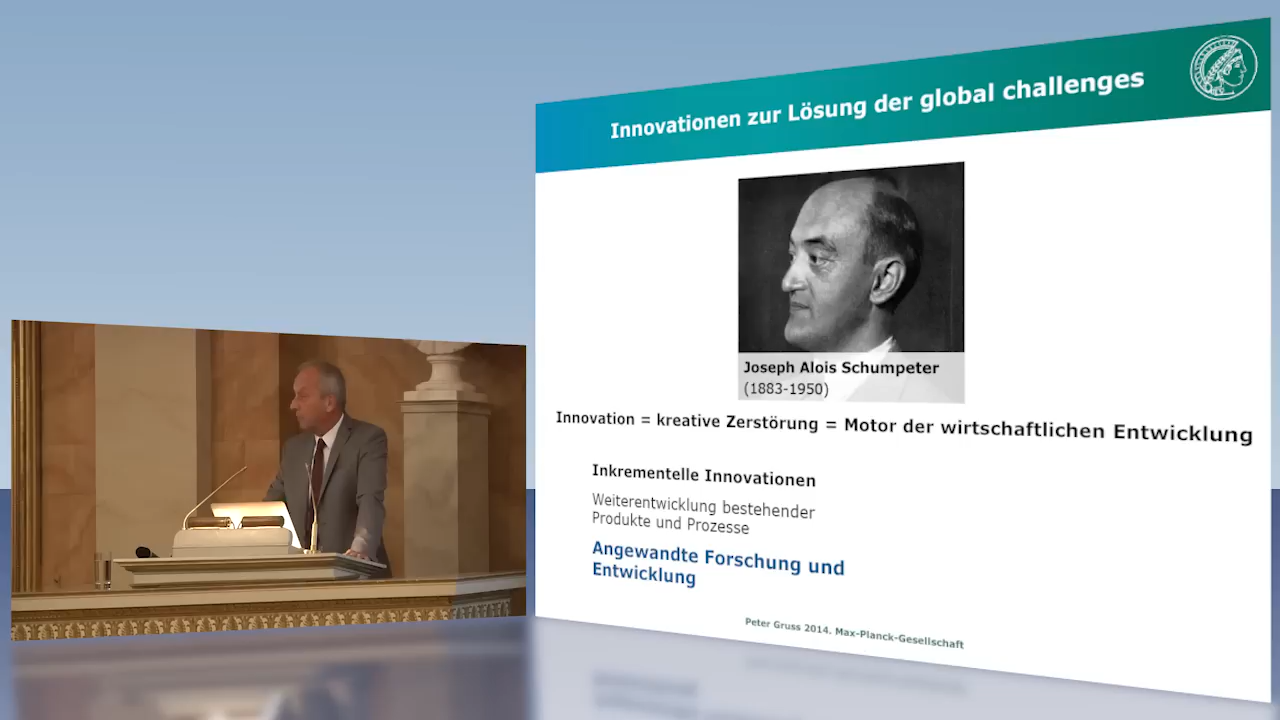 Innovationen zur Lösung der global challenges
Joseph Alois Schumpeter
(1883-1950)
Innovation = kreative Zerstörung = Motor der wirtschaftlichen Entwicklung
Inkrementelle Innovationen
Weiterentwicklung bestehender
Produkte und Prozesse
Angewandte Forschung und
Entwicklung
Peter Gruss 2014, Max-Planck-Gesellschaft